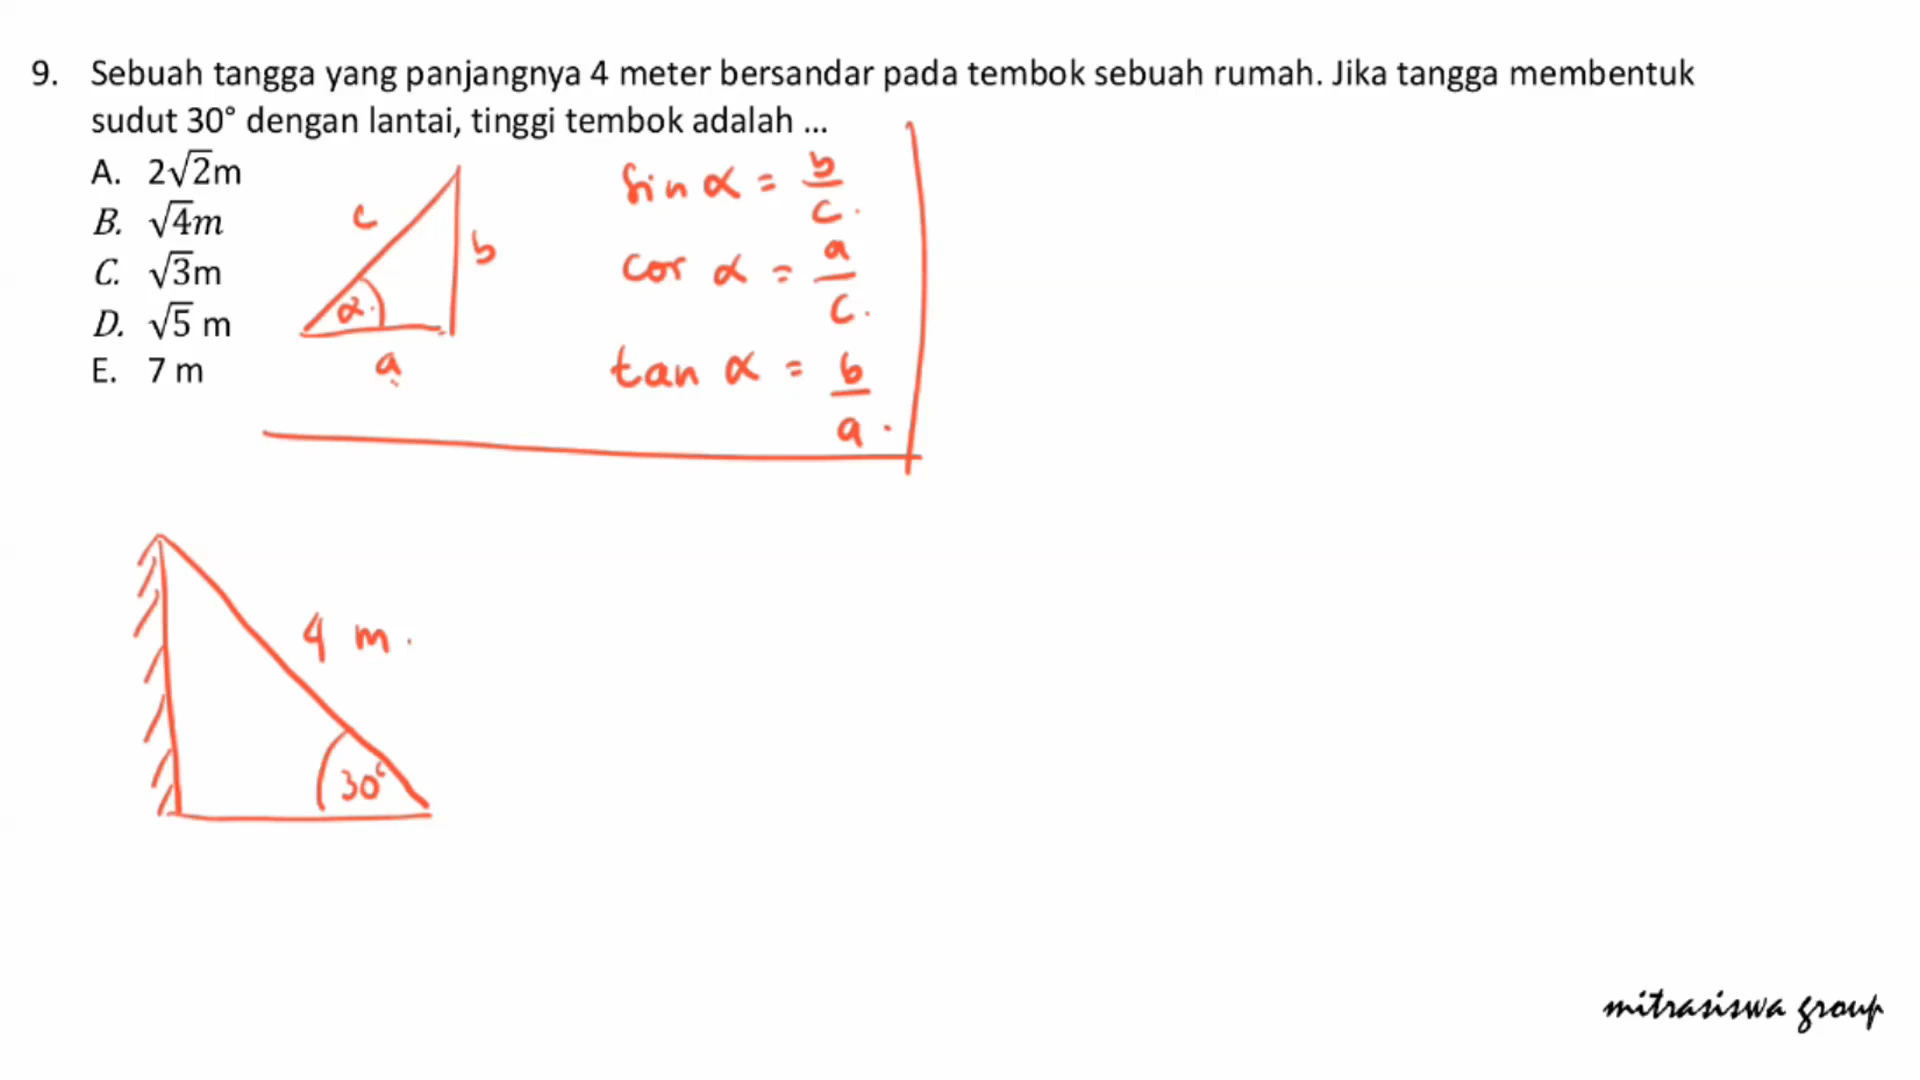 9. Sebuah tangga yang panjangnya 4 meter bersandar pada tembok sebuah rumah. Jika tangga membentuk
sudut 30° dengan lantai, tinggi tembok adalah ...
A. 2√2m
B. √4m
C. √3m
D. √5 m
E. 7 m
c
b
α
a
sin α = b/c.
cos α = a/c.
tan α = b/a.
4 m.
30°
mitrasiswa group